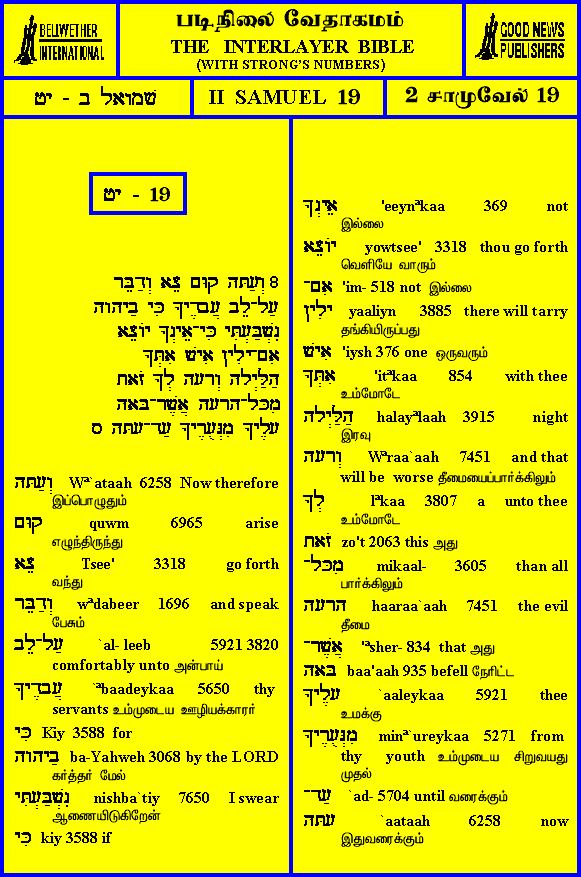 BELLWETHER
INTERNATIONAL
படிநிலை வேதாகமம்
THE INTERLAYER BIBLE
(WITH STRONG'S NUMBERS)
GOOD NEWS
PUBLISHERS
שמואל ב - יט
II SAMUEL 19
2 சாமுவேல் 19
יט - 19
8 וְעַתָּה קוּם צֵא וְדַבֵּר
עַל־לֵב עֲבָדֶיךָ כִּי בַיהוה
נִשְׁבַּעְתִּי כִּי־אֵינְךָ יוֹצֵא
אִם־יָלִין אִישׁ אִתְּךָ
הַלַּיְלָה וְרָעָה לְךָ זֹאת
מִכָּל־הָרָעָה אֲשֶׁר־בָּאָה
עָלֶיךָ מִנְּעֻרֶיךָ עַד־עָתָּה ס
וְעַתָּה Wª`ataah 6258 Now therefore
இப்பொழுதும்
קוּם quwm 6965 arise
எழுந்திருந்து
צֵא Tsee' 3318 go forth
வந்து
וְדַבֵּר wªdabeer 1696 and speak
பேசும்
עַל־לֵב `al- leeb 5921 3820
comfortably unto அன்பாய்
עֲבָדֶיךָ `ªbaadeykaa 5650 thy
servants உம்முடைய ஊழியக்காரர்
כִּי Kiy 3588 for
בַיהוה ba-Yahweh 3068 by the LORD
கர்த்தர் மேல்
נִשְׁבַּעְתִּי nishba`tiy 7650 I swear
ஆணையிடுகிறேன்
כִּי kiy 3588 if
אֵינְךָ 'eeynªkaa 369 not
இல்லை
יוֹצֵא yowtsee' 3318 thou go forth
வெளியே வாரும்
אִם־ 'im- 518 not இல்லை
יָלִין yaaliyn 3885 there will tarry
தங்கியிருப்பது
אִישׁ 'iysh 376 one ஒருவரும்
אִתְּךָ 'itªkaa 854 with thee
உம்மோடே
הַלַּיְלָה halayªlaah 3915 night
இரவு
וְרָעָה Wªraa`aah 7451 and that
will be worse தீமையைப்பார்க்கிலும்
לְךָ lªkaa 3807 a unto thee
உம்மோடே
זֹאת zo't 2063 this அது
מִכָּל־ mikaal- 3605 than all
பார்க்கிலும்
הָרָעָה haaraa`aah 7451 the evil
தீமை
אֲשֶׁר־ 'ªsher- 834 that அது
בָּאָה baa'aah 935 befell நேரிட்ட
עָלֶיךָ `aaleykaa 5921 thee
உமக்கு
מִנְּעֻרֶיךָ minª`ureykaa 5271 from
thy youth உம்முடைய சிறுவயது
முதல்
עַד־ `ad- 5704 until வரைக்கும்
עָתָּה `aataah 6258 now
இதுவரைக்கும்